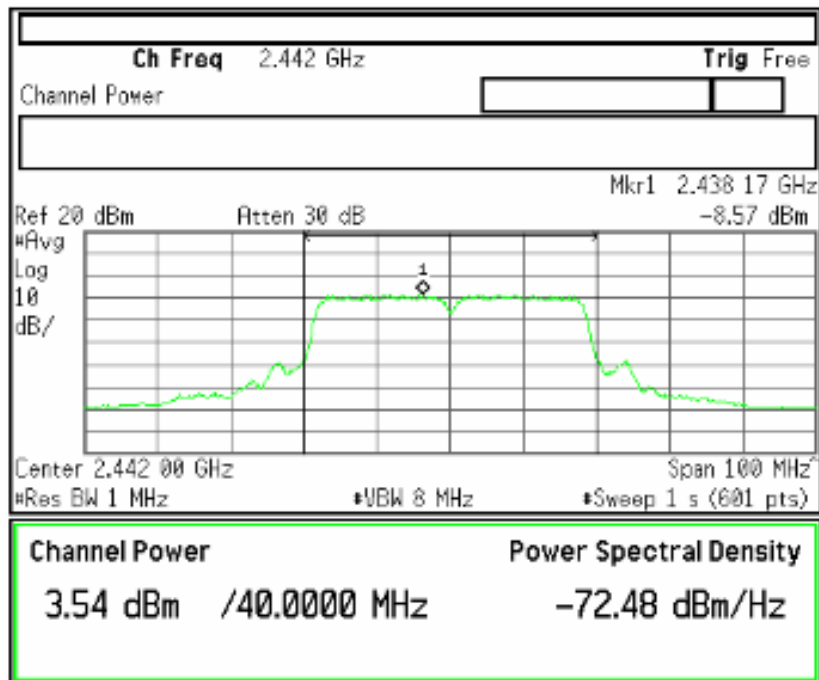 Ch Freq 2.442 GHz Trig Free
Channel Power
Mkr1 2.438 17 GHz
Ref 20 dBm Atten 30 dB -8.57 dBm
#Avg
Log
10
dB/
1
Center 2.442 00 GHz Span 100 MHz^
#Res BW 1 MHz #VBW 8 MHz #Sweep 1 s (601 pts)
Channel Power Power Spectral Density
3.54 dBm /40.0000 MHz -72.48 dBm/Hz